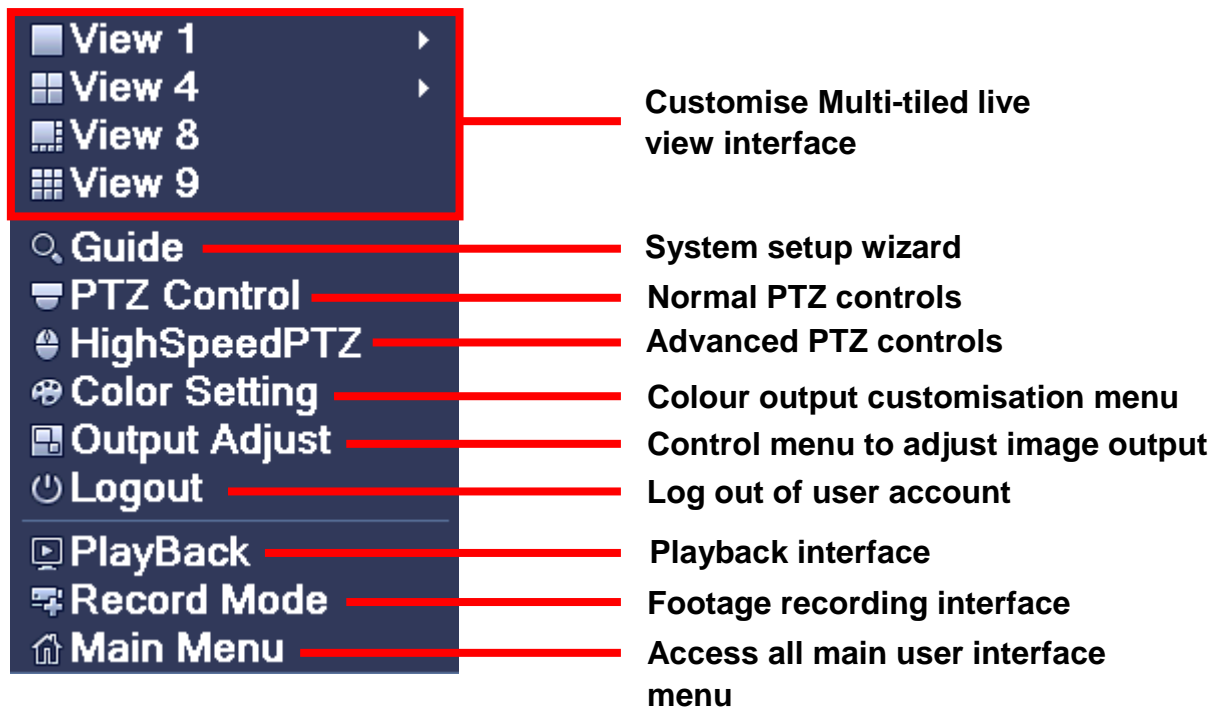 View 1
View 4
View 8
View 9
Customise Multi-tiled live
view interface
Guide
System setup wizard
PTZ Control
Normal PTZ controls
HighSpeedPTZ
Advanced PTZ controls
Color Setting
Colour output customisation menu
Output Adjust
Control menu to adjust image output
Logout
Log out of user account
PlayBack
Playback interface
Record Mode
Footage recording interface
Main Menu
Access all main user interface
menu